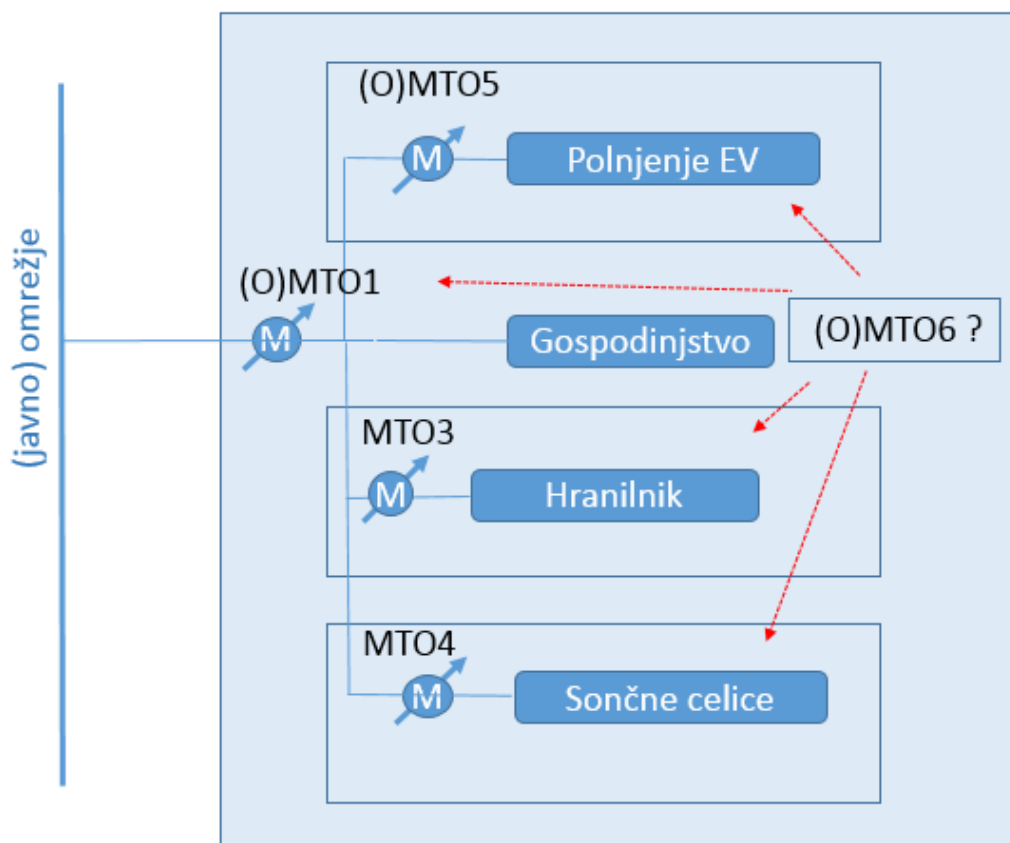 (javno) omrežje
(O)MTO5
M
Polnjenje EV
(O)MTO1
M
Gospodinjstvo
(O)MTO6 ?
MTO3
M
Hranilnik
MTO4
M
Sončne celice